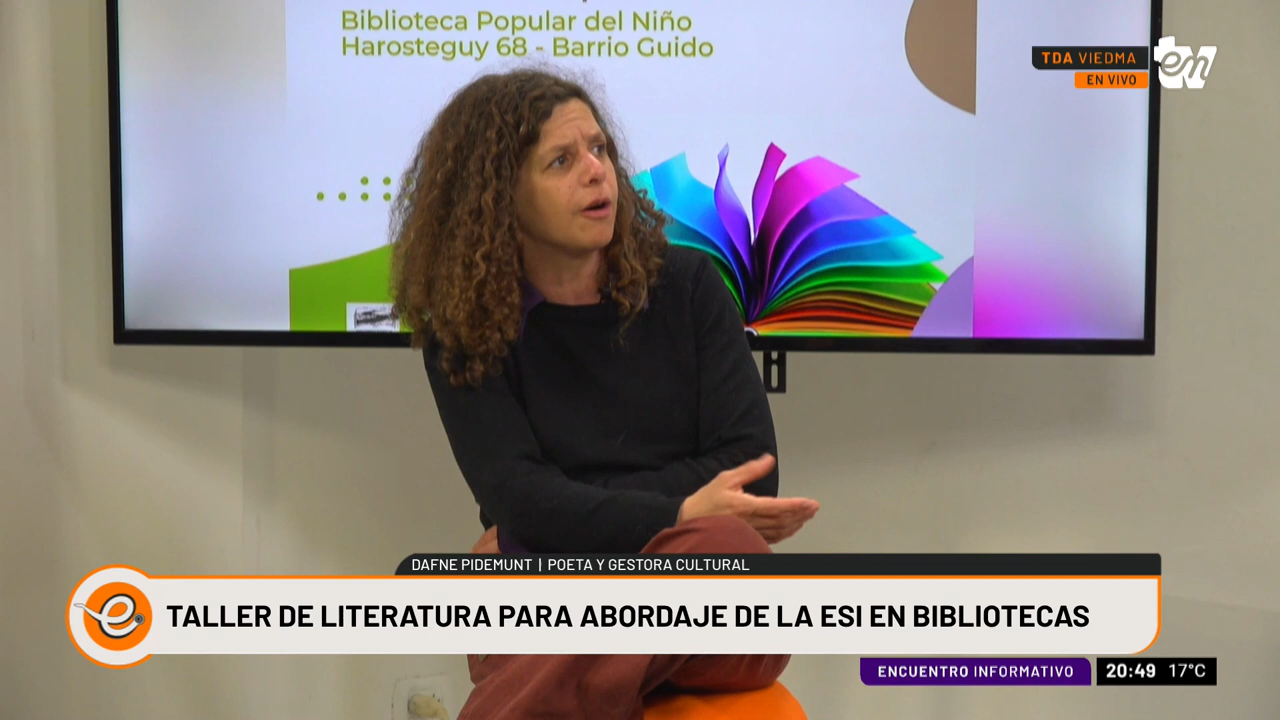 Biblioteca Popular del Niño
Harosteguy 68 - Barrio Guido
TDA VIEDMA
EN VIVO
em
DAFNE PIDEMUNT | POETA Y GESTORA CULTURAL
e
TALLER DE LITERATURA PARA ABORDAJE DE LA ESI EN BIBLIOTECAS
ENCUENTRO INFORMATIVO
20:49 17°C